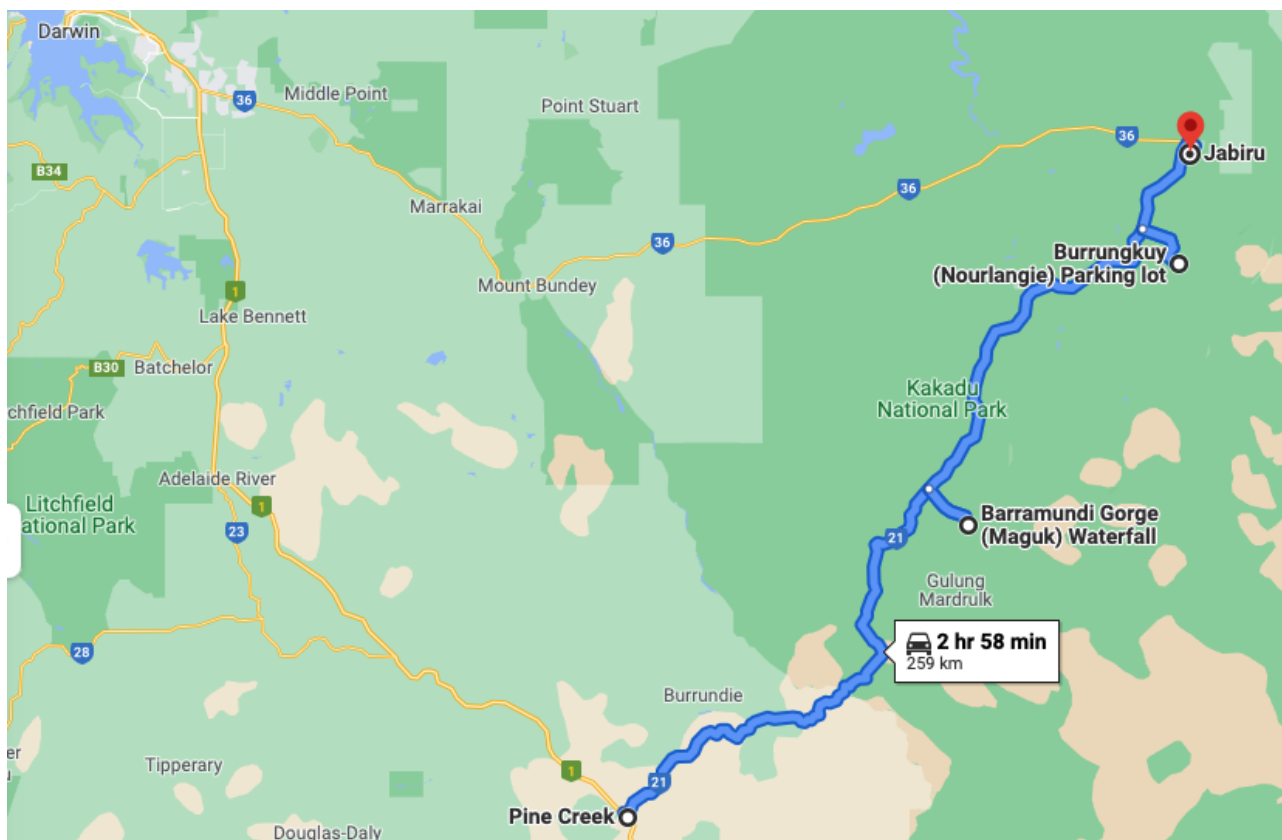 Darwin
36
Middle Point
Point Stuart
36
Jabiru
B34
Marrakai
36
36
Burrungkuy
(Nourlangie) Parking lot
Mount Bundey
1
Lake Bennett
B30
Batchelor
Kakadu
National Park
chfield Park
Adelaide River
1
Litchfield
ational Park
23
Barramundi Gorge
(Maguk) Waterfall
21
Gulung
Mardrulk
2 hr 58 min
259 km
28
Burrundie
er
u
Tipperary
1
21
Pine Creek
Douglas-Daly